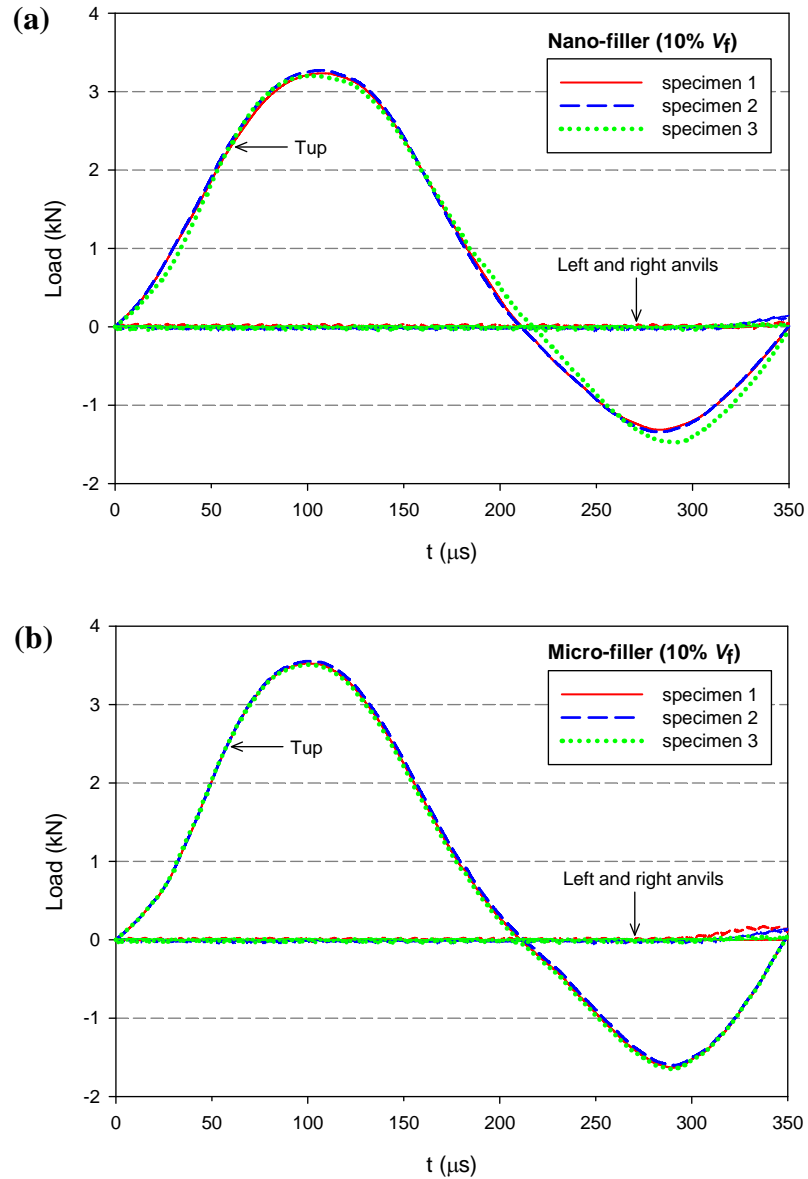 (a)
Nano-filler (10% Vf)
specimen 1
specimen 2
specimen 3
Tup
Left and right anvils
Load (kN)
4
3
2
1
0
-1
-2
0 50 100 150 200 250 300 350
t (μs)
(b)
Micro-filler (10% Vf)
specimen 1
specimen 2
specimen 3
Tup
Left and right anvils
Load (kN)
4
3
2
1
0
-1
-2
0 50 100 150 200 250 300 350
t (μs)